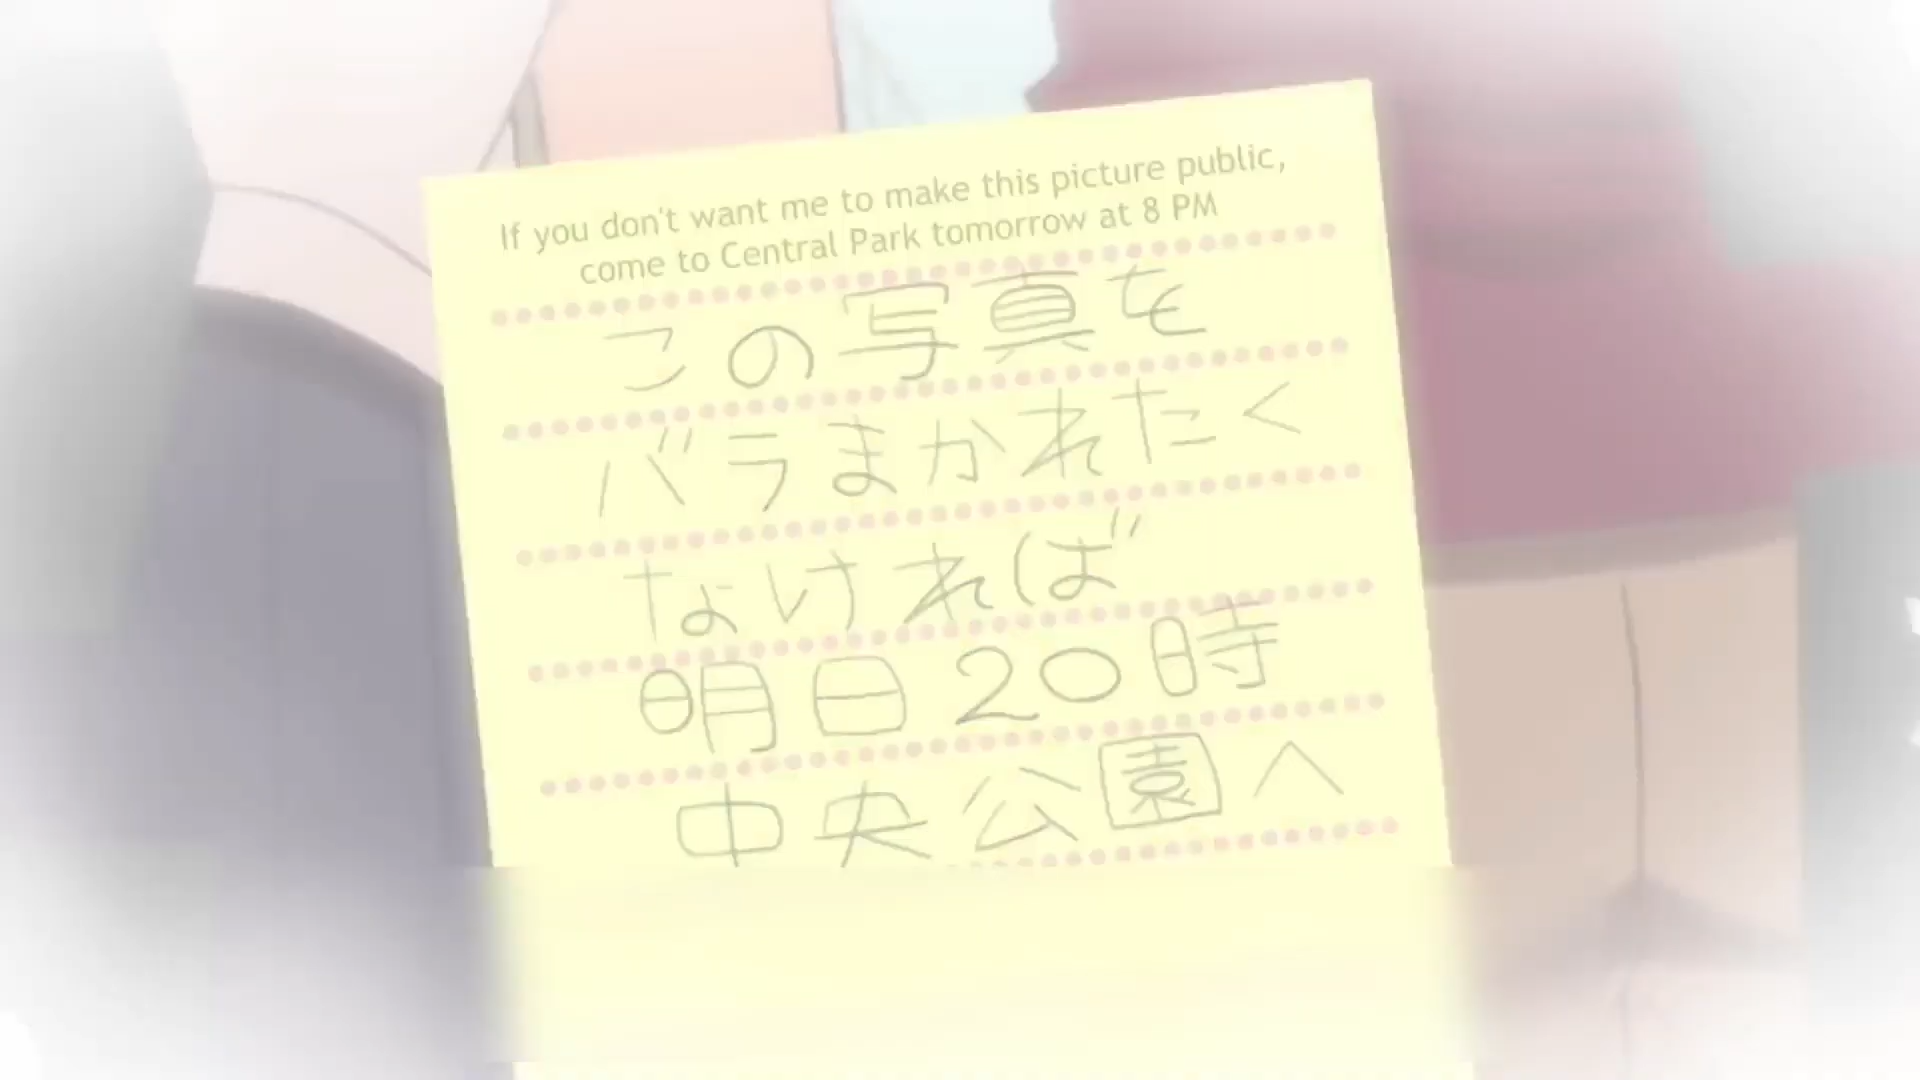 If you don't want me to make this picture public,
come to Central Park tomorrow at 8 PM
この写真を
バラまかれたく
なければ
明日20時
中央公園へ